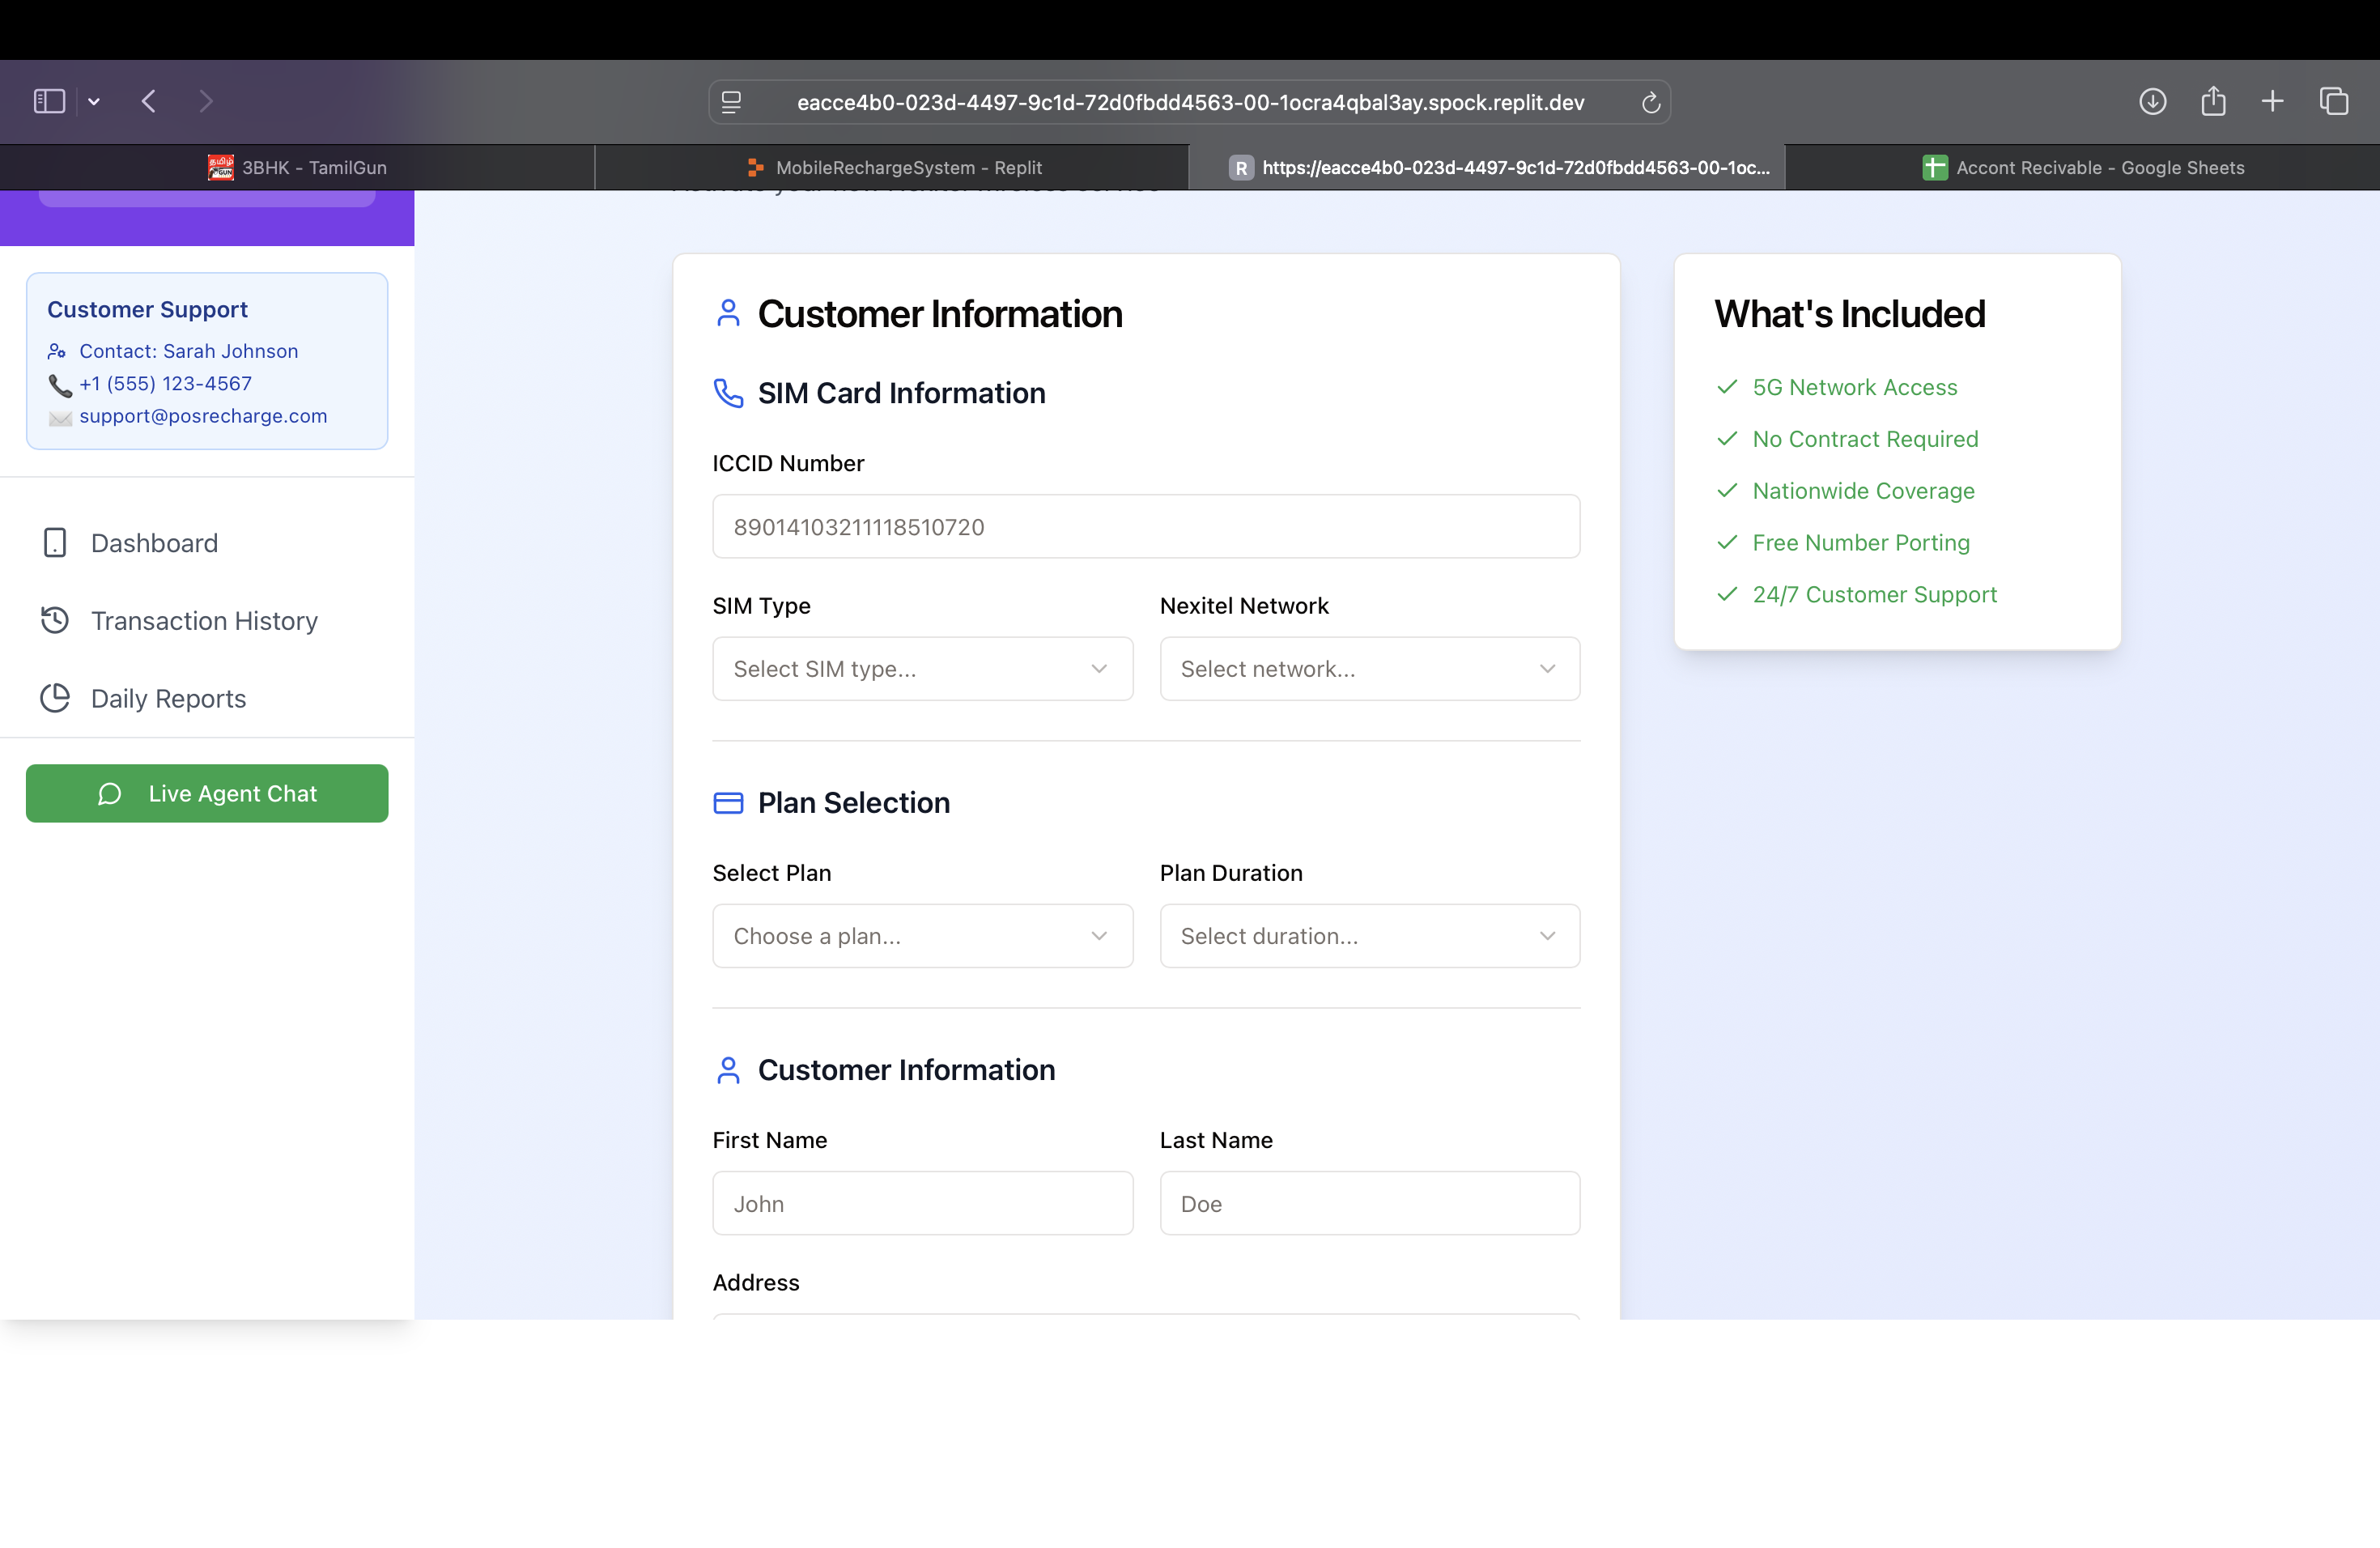 eacce4b0-023d-4497-9c1d-72d0fbdd4563-00-1ocra4qbal3ay.spock.replit.dev
தமிழ் GUN 3BHK - TamilGun
MobileRechargeSystem - Replit
R https://eacce4b0-023d-4497-9c1d-72d0fbdd4563-00-1oc...
Accont Recivable - Google Sheets
Customer Support
Contact: Sarah Johnson
+1 (555) 123-4567
support@posrecharge.com
Dashboard
Transaction History
Daily Reports
Live Agent Chat
Customer Information
SIM Card Information
ICCID Number
89014103211118510720
SIM Type
Nexitel Network
Select SIM type...
Select network...
Plan Selection
Select Plan
Plan Duration
Choose a plan...
Select duration...
Customer Information
First Name
Last Name
John
Doe
Address
What's Included
5G Network Access
No Contract Required
Nationwide Coverage
Free Number Porting
24/7 Customer Support